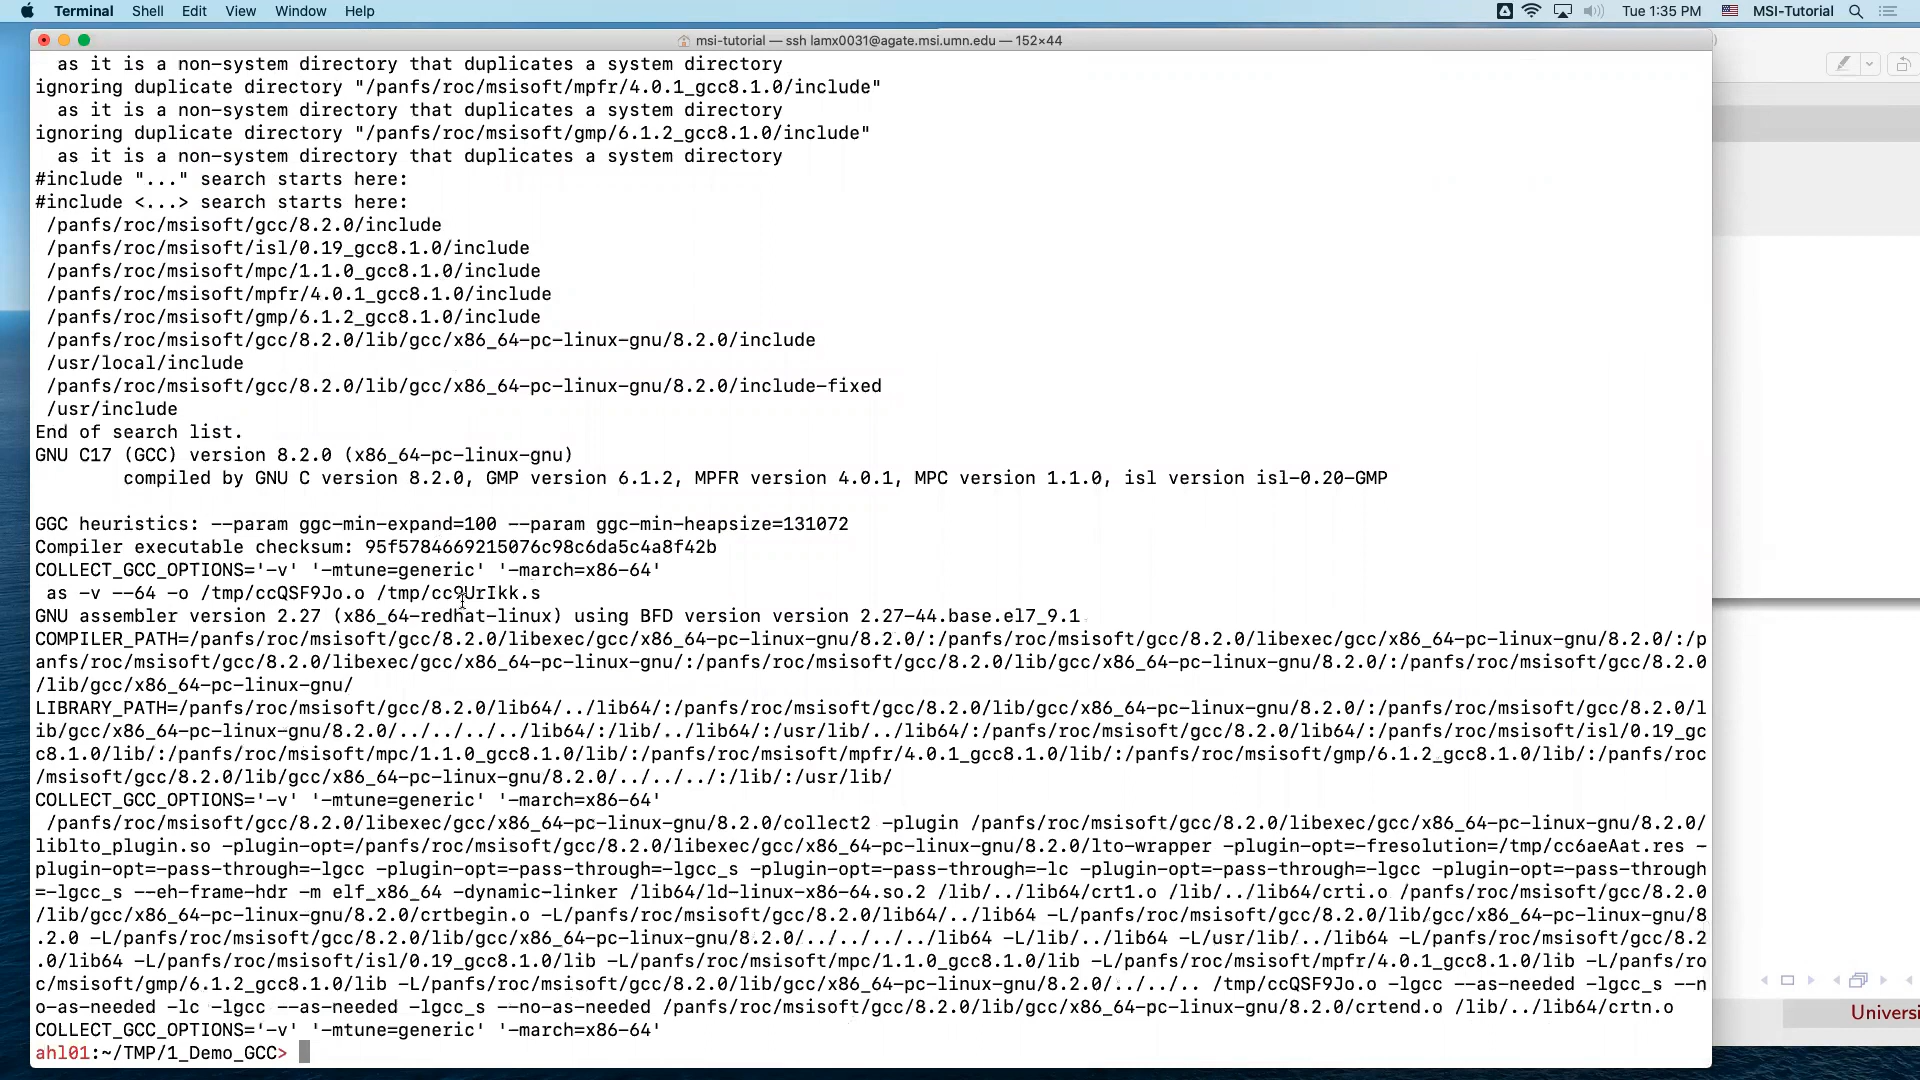 Terminal Shell Edit View Window Help Tue 1:35 PM MSI-Tutorial
msi-tutorial — ssh lamx0031@agate.msi.umn.edu — 152×44
as it is a non-system directory that duplicates a system directory
ignoring duplicate directory "/panfs/roc/msisoft/mpfr/4.0.1_gcc8.1.0/include"
as it is a non-system directory that duplicates a system directory
ignoring duplicate directory "/panfs/roc/msisoft/gmp/6.1.2_gcc8.1.0/include"
as it is a non-system directory that duplicates a system directory
#include "..." search starts here:
#include <...> search starts here:
/panfs/roc/msisoft/gcc/8.2.0/include
/panfs/roc/msisoft/isl/0.19_gcc8.1.0/include
/panfs/roc/msisoft/mpc/1.1.0_gcc8.1.0/include
/panfs/roc/msisoft/mpfr/4.0.1_gcc8.1.0/include
/panfs/roc/msisoft/gmp/6.1.2_gcc8.1.0/include
/panfs/roc/msisoft/gcc/8.2.0/lib/gcc/x86_64-pc-linux-gnu/8.2.0/include
/usr/local/include
/panfs/roc/msisoft/gcc/8.2.0/lib/gcc/x86_64-pc-linux-gnu/8.2.0/include-fixed
/usr/include
End of search list.
GNU C17 (GCC) version 8.2.0 (x86_64-pc-linux-gnu)
compiled by GNU C version 8.2.0, GMP version 6.1.2, MPFR version 4.0.1, MPC version 1.1.0, isl version isl-0.20-GMP
GGC heuristics: --param ggc-min-expand=100 --param ggc-min-heapsize=131072
Compiler executable checksum: 95f5784669215076c98c6da5c4a8f42b
COLLECT_GCC_OPTIONS='-v' '-mtune=generic' '-march=x86-64'
as -v --64 -o /tmp/ccQSF9Jo.o /tmp/cc9UrIkk.s
GNU assembler version 2.27 (x86_64-redhat-linux) using BFD version version 2.27-44.base.el7_9.1
COMPILER_PATH=/panfs/roc/msisoft/gcc/8.2.0/libexec/gcc/x86_64-pc-linux-gnu/8.2.0/:/panfs/roc/msisoft/gcc/8.2.0/libexec/gcc/x86_64-pc-linux-gnu/8.2.0/:/p
anfs/roc/msisoft/gcc/8.2.0/libexec/gcc/x86_64-pc-linux-gnu/:/panfs/roc/msisoft/gcc/8.2.0/lib/gcc/x86_64-pc-linux-gnu/8.2.0/:/panfs/roc/msisoft/gcc/8.2.0
/lib/gcc/x86_64-pc-linux-gnu/
LIBRARY_PATH=/panfs/roc/msisoft/gcc/8.2.0/lib64/../lib64/:/panfs/roc/msisoft/gcc/8.2.0/lib/gcc/x86_64-pc-linux-gnu/8.2.0/:/panfs/roc/msisoft/gcc/8.2.0/l
ib/gcc/x86_64-pc-linux-gnu/8.2.0/../../../../lib64/:/lib/../lib64/:/usr/lib/../lib64/:/panfs/roc/msisoft/gcc/8.2.0/lib64/:/panfs/roc/msisoft/isl/0.19_gc
c8.1.0/lib/:/panfs/roc/msisoft/mpc/1.1.0_gcc8.1.0/lib/:/panfs/roc/msisoft/mpfr/4.0.1_gcc8.1.0/lib/:/panfs/roc/msisoft/gmp/6.1.2_gcc8.1.0/lib/:/panfs/roc
/msisoft/gcc/8.2.0/lib/gcc/x86_64-pc-linux-gnu/8.2.0/../../../:/lib/:/usr/lib/
COLLECT_GCC_OPTIONS='-v' '-mtune=generic' '-march=x86-64'
/panfs/roc/msisoft/gcc/8.2.0/libexec/gcc/x86_64-pc-linux-gnu/8.2.0/collect2 -plugin /panfs/roc/msisoft/gcc/8.2.0/libexec/gcc/x86_64-pc-linux-gnu/8.2.0/
liblto_plugin.so -plugin-opt=/panfs/roc/msisoft/gcc/8.2.0/libexec/gcc/x86_64-pc-linux-gnu/8.2.0/lto-wrapper -plugin-opt=-fresolution=/tmp/cc6aeAat.res -
plugin-opt=-pass-through=-lgcc -plugin-opt=-pass-through=-lgcc_s -plugin-opt=-pass-through=-lc -plugin-opt=-pass-through=-lgcc -plugin-opt=-pass-through
=-lgcc_s --eh-frame-hdr -m elf_x86_64 -dynamic-linker /lib64/ld-linux-x86-64.so.2 /lib/../lib64/crt1.o /lib/../lib64/crti.o /panfs/roc/msisoft/gcc/8.2.0
/lib/gcc/x86_64-pc-linux-gnu/8.2.0/crtbegin.o -L/panfs/roc/msisoft/gcc/8.2.0/lib64/../lib64 -L/panfs/roc/msisoft/gcc/8.2.0/lib/gcc/x86_64-pc-linux-gnu/8
.2.0 -L/panfs/roc/msisoft/gcc/8.2.0/lib/gcc/x86_64-pc-linux-gnu/8.2.0/../../../../lib64 -L/lib/../lib64 -L/usr/lib/../lib64 -L/panfs/roc/msisoft/gcc/8.2
.0/lib64 -L/panfs/roc/msisoft/isl/0.19_gcc8.1.0/lib -L/panfs/roc/msisoft/mpc/1.1.0_gcc8.1.0/lib -L/panfs/roc/msisoft/mpfr/4.0.1_gcc8.1.0/lib -L/panfs/ro
c/msisoft/gmp/6.1.2_gcc8.1.0/lib -L/panfs/roc/msisoft/gcc/8.2.0/lib/gcc/x86_64-pc-linux-gnu/8.2.0/../../.. /tmp/ccQSF9Jo.o -lgcc --as-needed -lgcc_s --n
o-as-needed -lc -lgcc --as-needed -lgcc_s --no-as-needed /panfs/roc/msisoft/gcc/8.2.0/lib/gcc/x86_64-pc-linux-gnu/8.2.0/crtend.o /lib/../lib64/crtn.o
Universi
COLLECT_GCC_OPTIONS='-v' '-mtune=generic' '-march=x86-64'
ahl01:~/TMP/1_Demo_GCC>